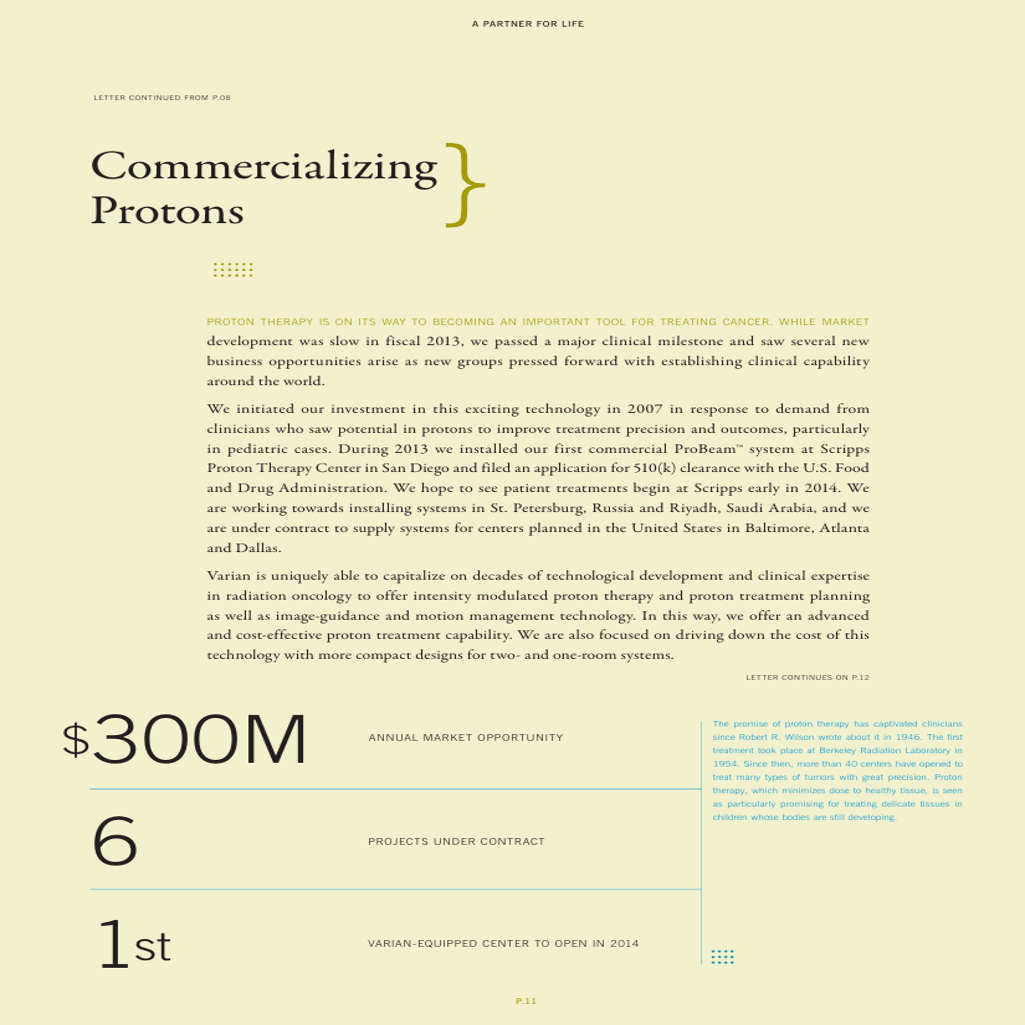 A PARTNER FOR LIFE
LETTER CONTINUED FROM P.08
Commercializing
Protons
}
PROTON THERAPY IS ON ITS WAY TO BECOMING AN IMPORTANT TOOL FOR TREATING CANCER. WHILE MARKET
development was slow in fiscal 2013, we passed a major clinical milestone and saw several new
business opportunities arise as new groups pressed forward with establishing clinical capability
around the world.
We initiated our investment in this exciting technology in 2007 in response to demand from
clinicians who saw potential in protons to improve treatment precision and outcomes, particularly
in pediatric cases. During 2013 we installed our first commercial ProBeam™ system at Scripps
Proton Therapy Center in San Diego and filed an application for 510(k) clearance with the U.S. Food
and Drug Administration. We hope to see patient treatments begin at Scripps early in 2014. We
are working towards installing systems in St. Petersburg, Russia and Riyadh, Saudi Arabia, and we
are under contract to supply systems for centers planned in the United States in Baltimore, Atlanta
and Dallas.
Varian is uniquely able to capitalize on decades of technological development and clinical expertise
in radiation oncology to offer intensity modulated proton therapy and proton treatment planning
as well as image-guidance and motion management technology. In this way, we offer an advanced
and cost-effective proton treatment capability. We are also focused on driving down the cost of this
technology with more compact designs for two- and one-room systems.
LETTER CONTINUES ON P.12
$300M ANNUAL MARKET OPPORTUNITY
6 PROJECTS UNDER CONTRACT
1st VARIAN-EQUIPPED CENTER TO OPEN IN 2014
The promise of proton therapy has captivated clinicians
since Robert R. Wilson wrote about it in 1946. The first
treatment took place at Berkeley Radiation Laboratory in
1954. Since then, more than 40 centers have opened to
treat many types of tumors with great precision. Proton
therapy, which minimizes dose to healthy tissue, is seen
as particularly promising for treating delicate tissues in
children whose bodies are still developing.
P.11